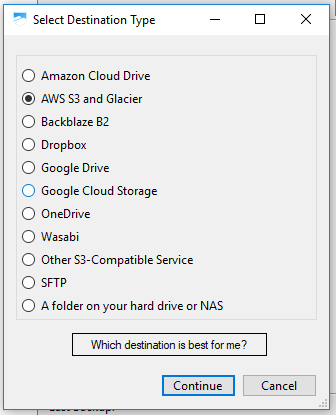 Select Destination Type
Amazon Cloud Drive
AWS S3 and Glacier
Backblaze B2
Dropbox
Google Drive
Google Cloud Storage
OneDrive
Wasabi
Other S3-Compatible Service
SFTP
A folder on your hard drive or NAS
Which destination is best for me?
Continue
Cancel